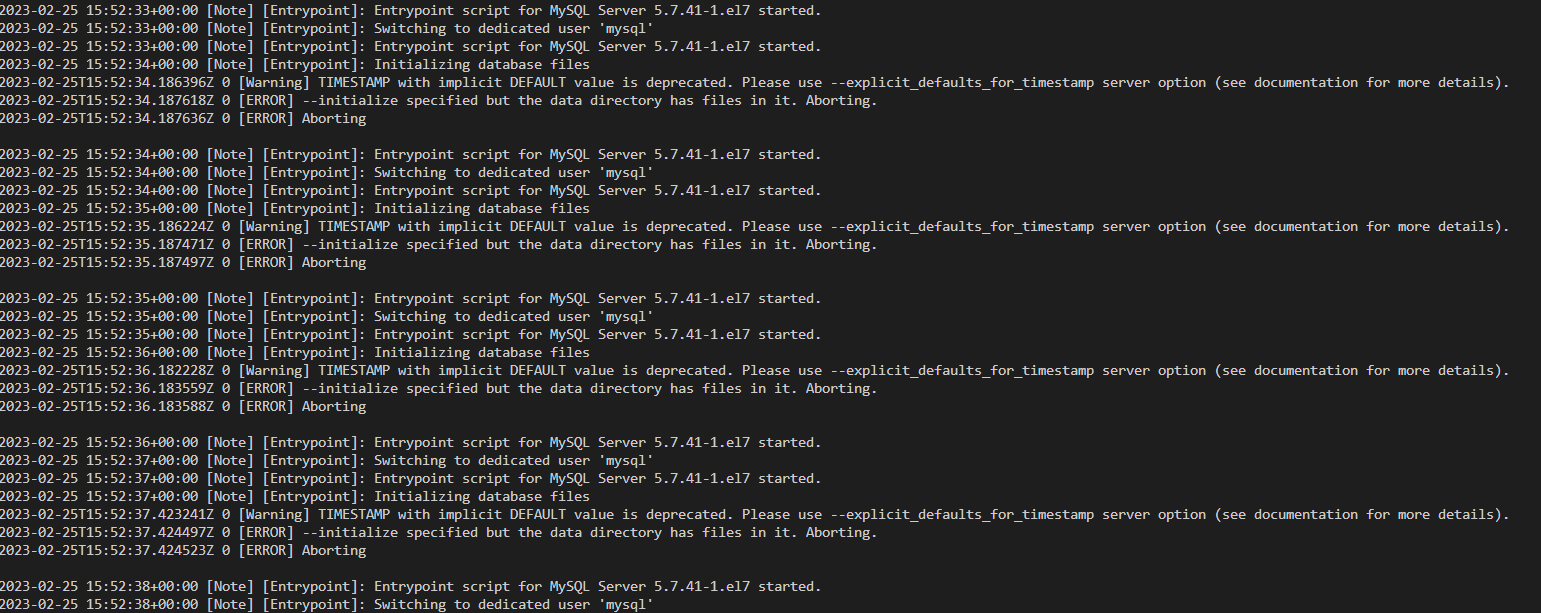 2023-02-25 15:52:33+00:00 [Note] [Entrypoint]: Entrypoint script for MySQL Server 5.7.41-1.el7 started.
2023-02-25 15:52:33+00:00 [Note] [Entrypoint]: Switching to dedicated user 'mysql'
2023-02-25 15:52:33+00:00 [Note] [Entrypoint]: Entrypoint script for MySQL Server 5.7.41-1.el7 started.
2023-02-25 15:52:34+00:00 [Note] [Entrypoint]: Initializing database files
2023-02-25T15:52:34.186396Z 0 [Warning] TIMESTAMP with implicit DEFAULT value is deprecated. Please use --explicit_defaults_for_timestamp server option (see documentation for more details).
2023-02-25T15:52:34.187618Z 0 [ERROR] --initialize specified but the data directory has files in it. Aborting.
2023-02-25T15:52:34.187636Z 0 [ERROR] Aborting
2023-02-25 15:52:34+00:00 [Note] [Entrypoint]: Entrypoint script for MySQL Server 5.7.41-1.el7 started.
2023-02-25 15:52:34+00:00 [Note] [Entrypoint]: Switching to dedicated user 'mysql'
2023-02-25 15:52:34+00:00 [Note] [Entrypoint]: Entrypoint script for MySQL Server 5.7.41-1.el7 started.
2023-02-25 15:52:35+00:00 [Note] [Entrypoint]: Initializing database files
2023-02-25T15:52:35.186224Z 0 [Warning] TIMESTAMP with implicit DEFAULT value is deprecated. Please use --explicit_defaults_for_timestamp server option (see documentation for more details).
2023-02-25T15:52:35.187471Z 0 [ERROR] --initialize specified but the data directory has files in it. Aborting.
2023-02-25T15:52:35.187497Z 0 [ERROR] Aborting
2023-02-25 15:52:35+00:00 [Note] [Entrypoint]: Entrypoint script for MySQL Server 5.7.41-1.el7 started.
2023-02-25 15:52:35+00:00 [Note] [Entrypoint]: Switching to dedicated user 'mysql'
2023-02-25 15:52:35+00:00 [Note] [Entrypoint]: Entrypoint script for MySQL Server 5.7.41-1.el7 started.
2023-02-25 15:52:36+00:00 [Note] [Entrypoint]: Initializing database files
2023-02-25T15:52:36.182228Z 0 [Warning] TIMESTAMP with implicit DEFAULT value is deprecated. Please use --explicit_defaults_for_timestamp server option (see documentation for more details).
2023-02-25T15:52:36.183559Z 0 [ERROR] --initialize specified but the data directory has files in it. Aborting.
2023-02-25T15:52:36.183588Z 0 [ERROR] Aborting
2023-02-25 15:52:36+00:00 [Note] [Entrypoint]: Entrypoint script for MySQL Server 5.7.41-1.el7 started.
2023-02-25 15:52:37+00:00 [Note] [Entrypoint]: Switching to dedicated user 'mysql'
2023-02-25 15:52:37+00:00 [Note] [Entrypoint]: Entrypoint script for MySQL Server 5.7.41-1.el7 started.
2023-02-25 15:52:37+00:00 [Note] [Entrypoint]: Initializing database files
2023-02-25T15:52:37.423241Z 0 [Warning] TIMESTAMP with implicit DEFAULT value is deprecated. Please use --explicit_defaults_for_timestamp server option (see documentation for more details).
2023-02-25T15:52:37.424497Z 0 [ERROR] --initialize specified but the data directory has files in it. Aborting.
2023-02-25T15:52:37.424523Z 0 [ERROR] Aborting
2023-02-25 15:52:38+00:00 [Note] [Entrypoint]: Entrypoint script for MySQL Server 5.7.41-1.el7 started.
2023-02-25 15:52:38+00:00 [Note] [Entrypoint]: Switching to dedicated user 'mysql'